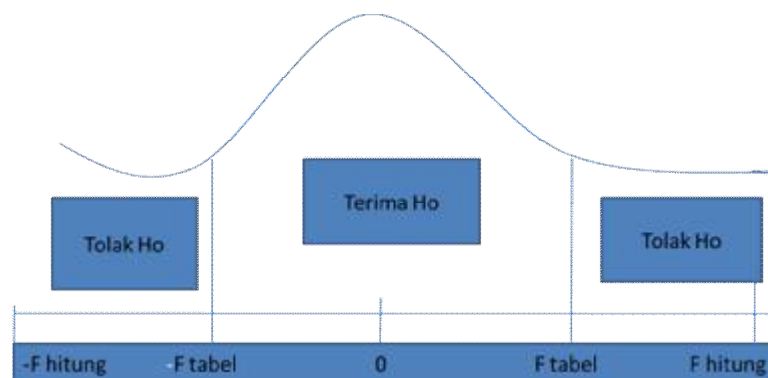 Terima Ho
Tolak Ho
Tolak Ho
-F hitung -F tabel 0 F tabel F hitung